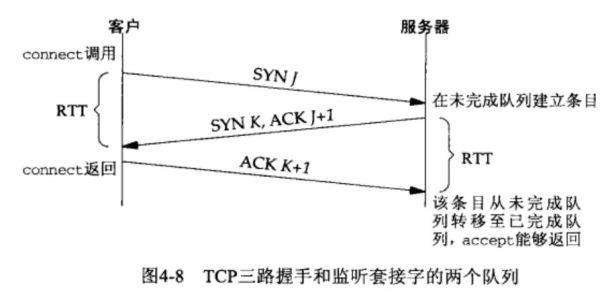 客户
服务器
connect调用
SYN J
在未完成队列建立条目
RTT
SYN K, ACK J+1
connect返回
ACK K+1
RTT
该条目从未完成队
列转移至已完成队
列，accept能够返回
图4-8 TCP三路握手和监听套接字的两个队列